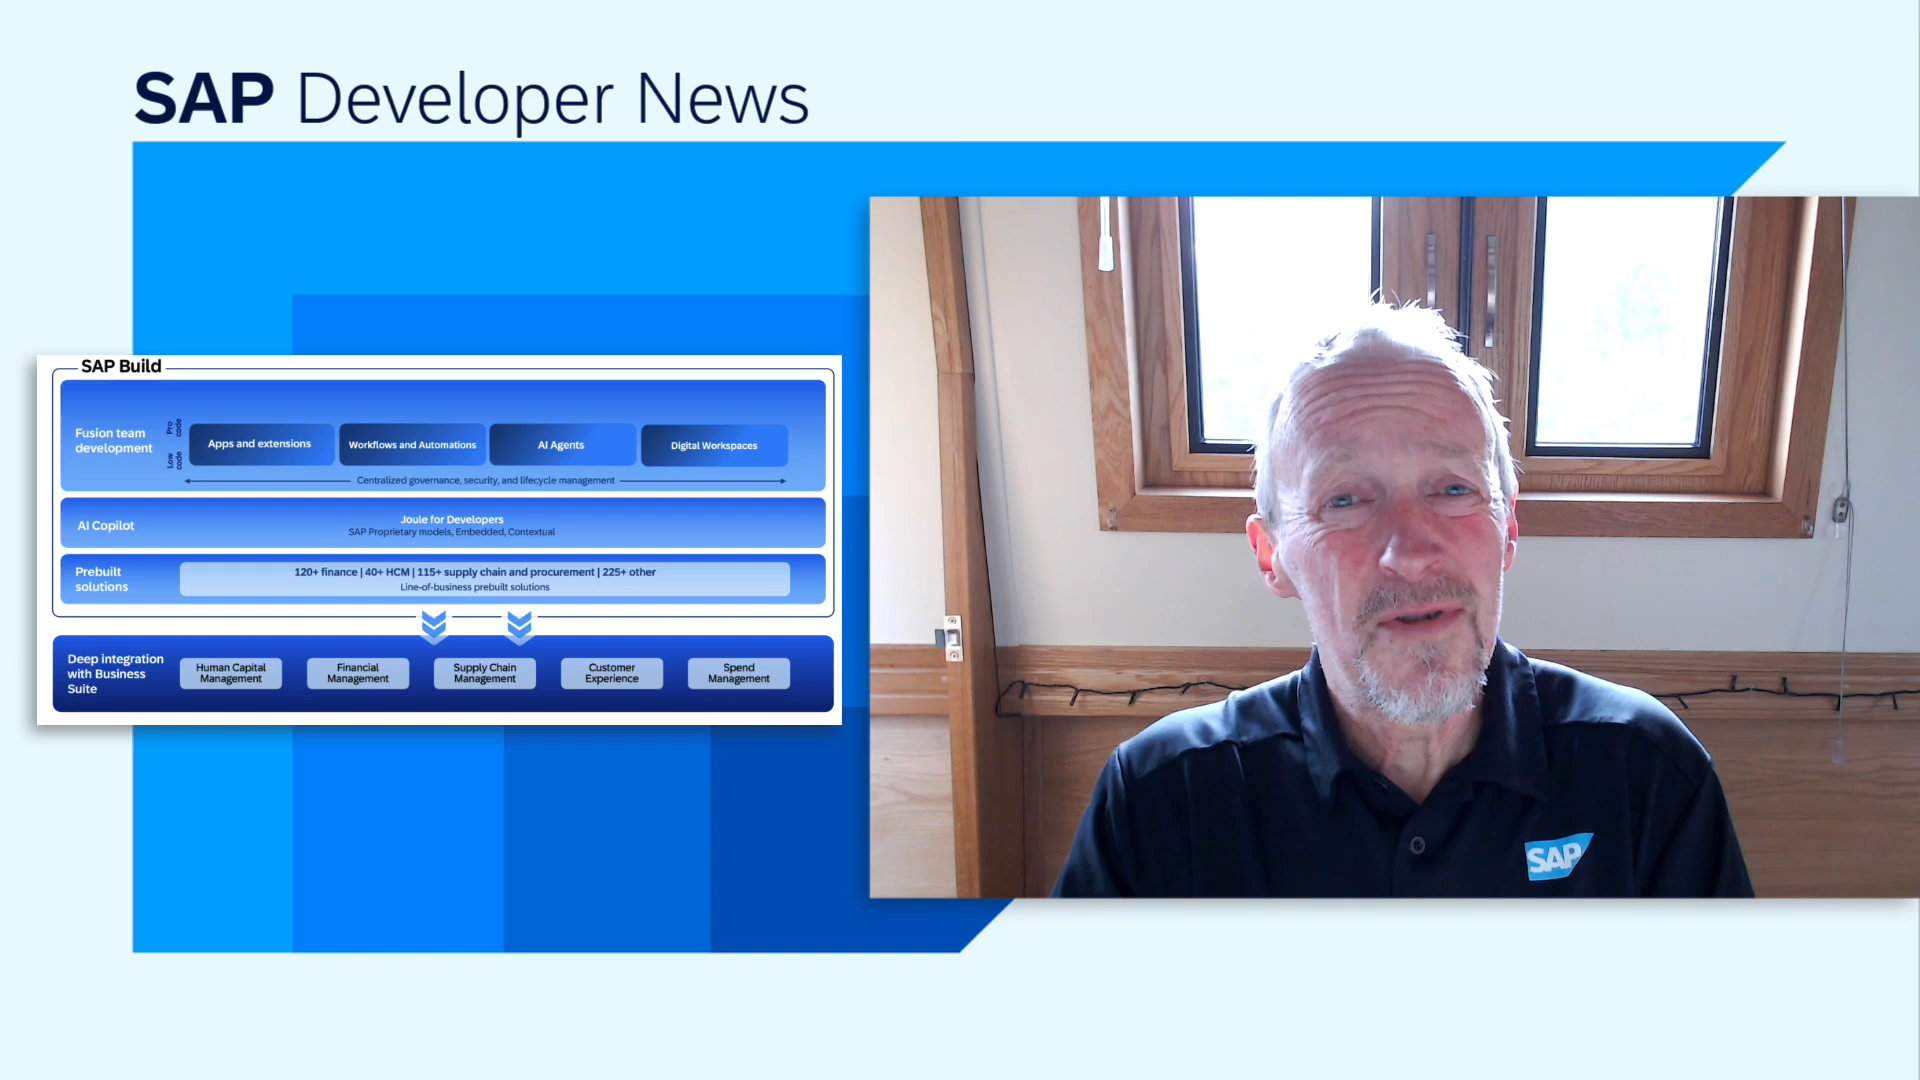 SAP Developer News
SAP Build
Fusion team
development
Pro
code
Low
code
Apps and extensions
Workflows and Automations
AI Agents
Digital Workspaces
Centralized governance, security, and lifecycle management
AI Copilot
Joule for Developers
SAP Proprietary models, Embedded, Contextual
Prebuilt
solutions
120+ finance | 40+ HCM | 115+ supply chain and procurement | 225+ other
Line-of-business prebuilt solutions
Deep integration
with Business
Suite
Human Capital
Management
Financial
Management
Supply Chain
Management
Customer
Experience
Spend
Management
SAP